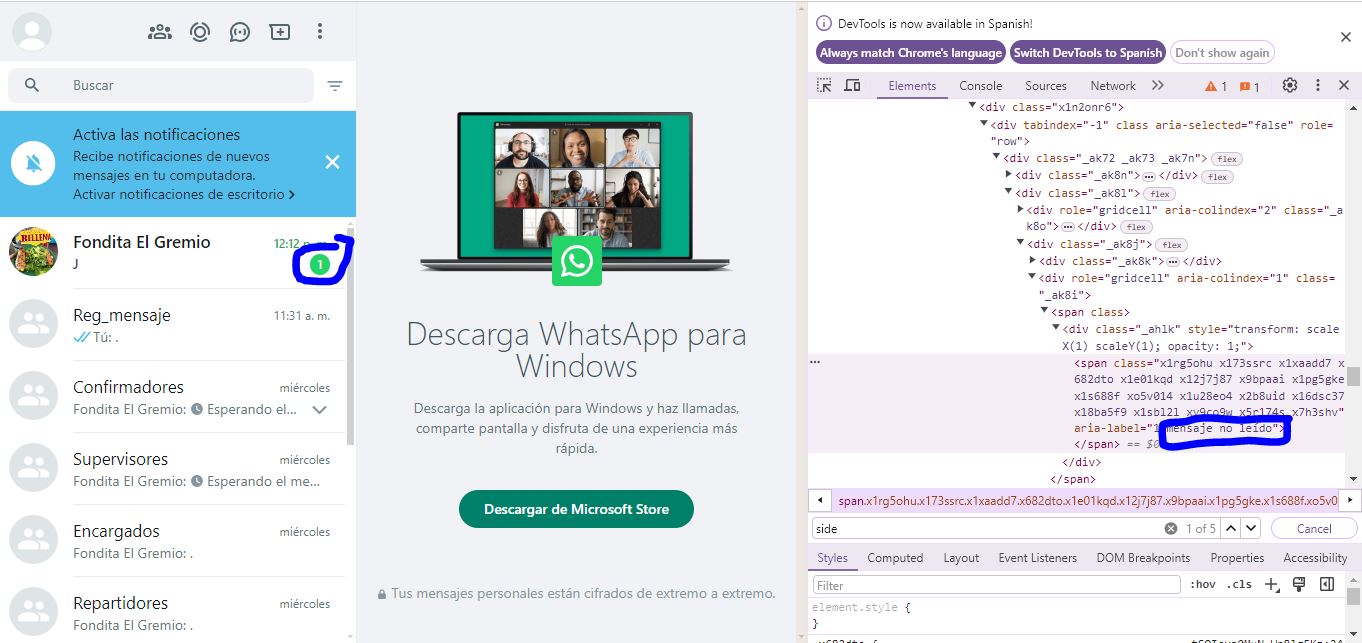 Buscar
Activa las notificaciones
Recibe notificaciones de nuevos
mensajes en tu computadora.
Activar notificaciones de escritorio
RELLENA
Fondita El Gremio
12:12 p. m.
J
1
Reg_mensaje
11:31 a. m.
Tú: .
Confirmadores
miércoles
Fondita El Gremio: Esperando el...
Supervisores
miércoles
Fondita El Gremio: Esperando el me...
Encargados
miércoles
Fondita El Gremio: .
Repartidores
miércoles
Fondita El Gremio: .
Descarga WhatsApp para
Windows
Descarga la aplicación para Windows y haz llamadas,
comparte pantalla y disfruta de una experiencia más
rápida.
Descargar de Microsoft Store
Tus mensajes personales están cifrados de extremo a extremo.
DevTools is now available in Spanish!
Always match Chrome's language
Switch DevTools to Spanish
Don't show again
Elements Console Sources Network >> 1 1
<div class="x1n2onr6">
<div tabindex="-1" class aria-selected="false" role=
"row">
<div class="_ak72 _ak73 _ak7n"> flex
<div class="_ak8n"> … </div> flex
<div class="_ak8l"> flex
<div role="gridcell" aria-colindex="2" class="_a
k8o"> … </div> flex
<div class="_ak8j"> flex
<div class="_ak8k"> … </div>
<div role="gridcell" aria-colindex="1" class=
"_ak8i">
<span class>
<div class="_ahlk" style="transform: scale
X(1) scaleY(1); opacity: 1;">
<span class="x1rg5ohu x173ssrc x1xaadd7 x
682dto x1e01kqd x12j7j87 x9bpaai x1pg5gke
x1s688f xo5v014 x1u28eo4 x2b8uid x16dsc37
x18ba5f9 x1sbl2l xy9co9w x5r174s x7h3shv"
aria-label="1 mensaje no leído">
</span> == $0
</div>
</span>
span.x1rg5ohu.x173ssrc.x1xaadd7.x682dto.x1e01kqd.x12j7j87.x9bpaai.x1pg5gke.x1s688f.xo5v0
side
1 of 5
Cancel
Styles Computed Layout Event Listeners DOM Breakpoints Properties Accessibility
Filter
:hov .cls
element.style {
}